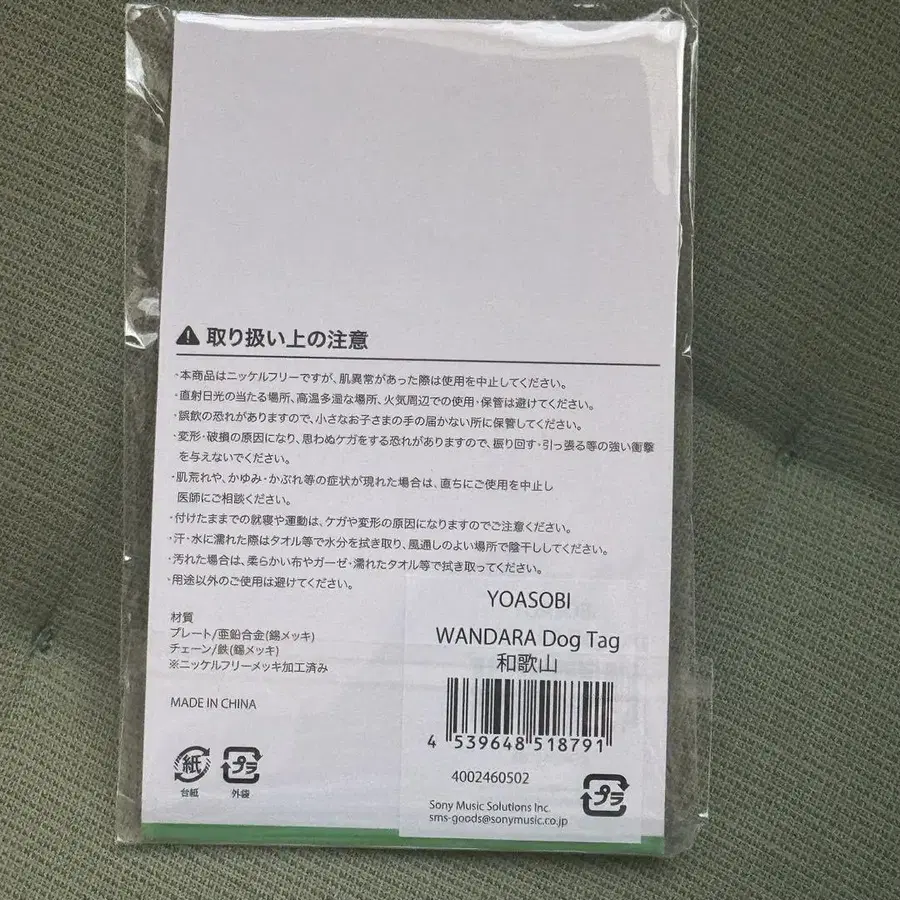 ⚠ 取り扱い上の注意
・本商品はニッケルフリーですが、肌異常があった際は使用を中止してください。
・直射日光の当たる場所、高温多湿な場所、火気周辺での使用・保管は避けてください。
・誤飲の恐れがありますので、小さなお子さまの手の届かない所に保管してください。
・変形・破損の原因になり、思わぬケガをする恐れがありますので、振り回す・引っ張る等の強い衝撃
を与えないでください。
・肌荒れや、かゆみ・かぶれ等の症状が現れた場合は、直ちにご使用を中止し
医師にご相談ください。
・付けたままでの就寝や運動は、ケガや変形の原因になりますのでご注意ください。
・汗・水に濡れた際はタオル等で水分を拭き取り、風通しのよい場所で陰干ししてください。
・汚れた場合は、柔らかい布やガーゼ・濡れたタオル等で拭き取ってください。
・用途以外のご使用は避けてください。
材質
プレート/亜鉛合金(錫メッキ)
チェーン/鉄(錫メッキ)
※ニッケルフリーメッキ加工済み
MADE IN CHINA
紙
台紙
プラ
外袋
YOASOBI
WANDARA Dog Tag
和歌山
4 539648 518791
4002460502
Sony Music Solutions Inc.
sms-goods@sonymusic.co.jp
プラ